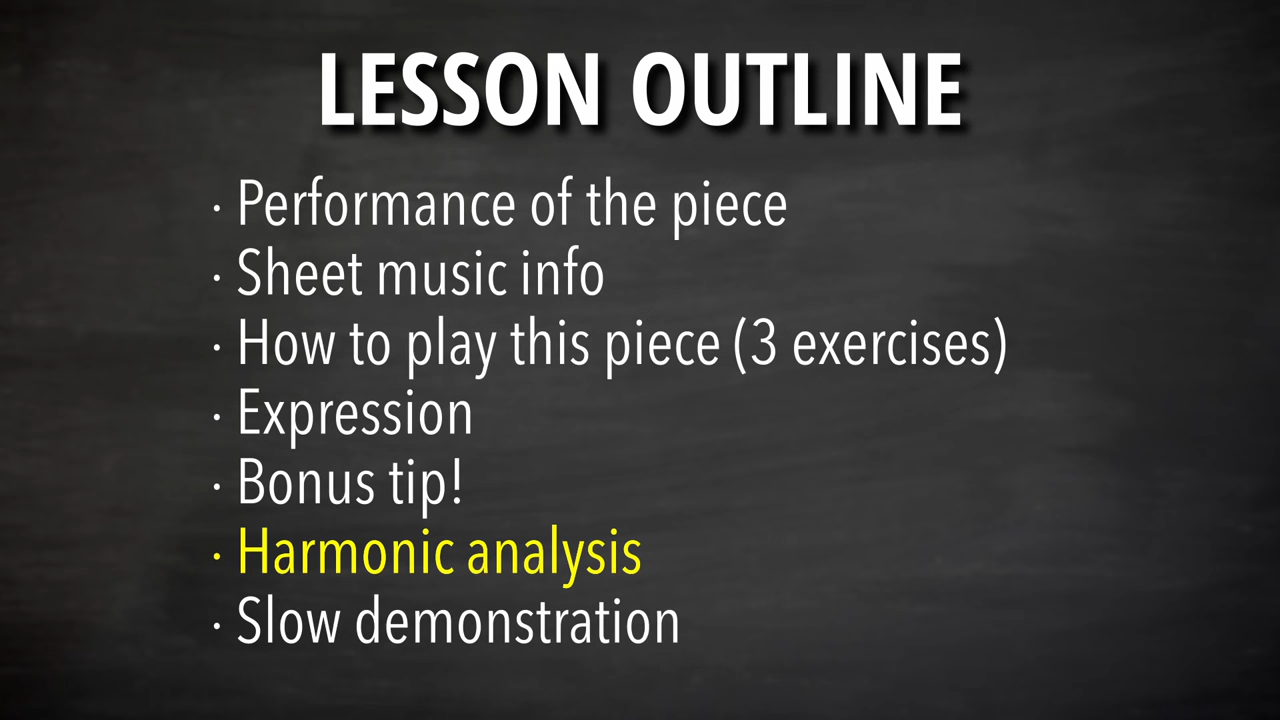 LESSON OUTLINE
· Performance of the piece
· Sheet music info
· How to play this piece (3 exercises)
· Expression
· Bonus tip!
· Harmonic analysis
· Slow demonstration